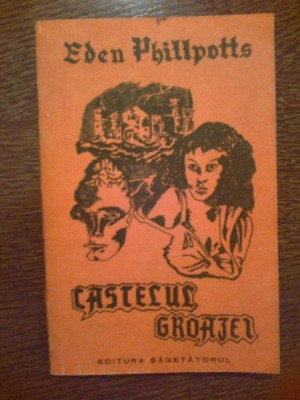 Eden Phillpotts
CASTELUL
GROAZEI
EDITURA SĂGETĂTORUL